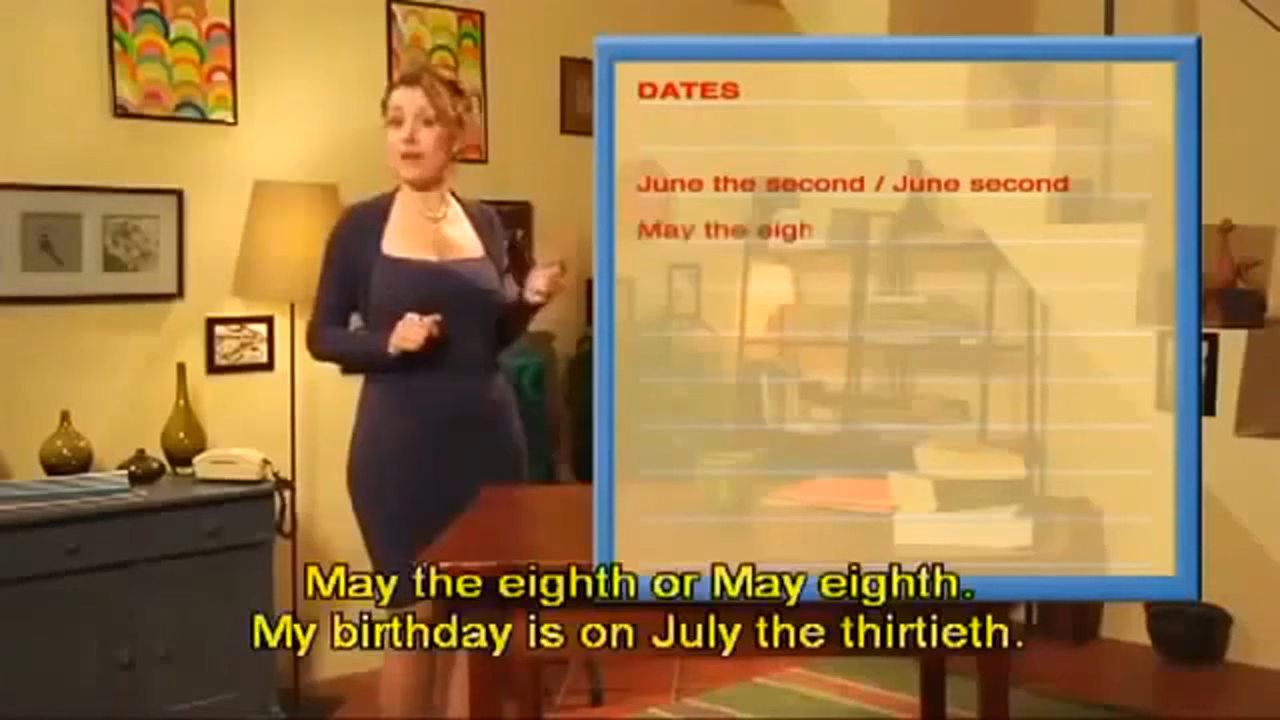 DATES
June the second / June second
May the eigh
May the eighth or May eighth.
My birthday is on July the thirtieth.